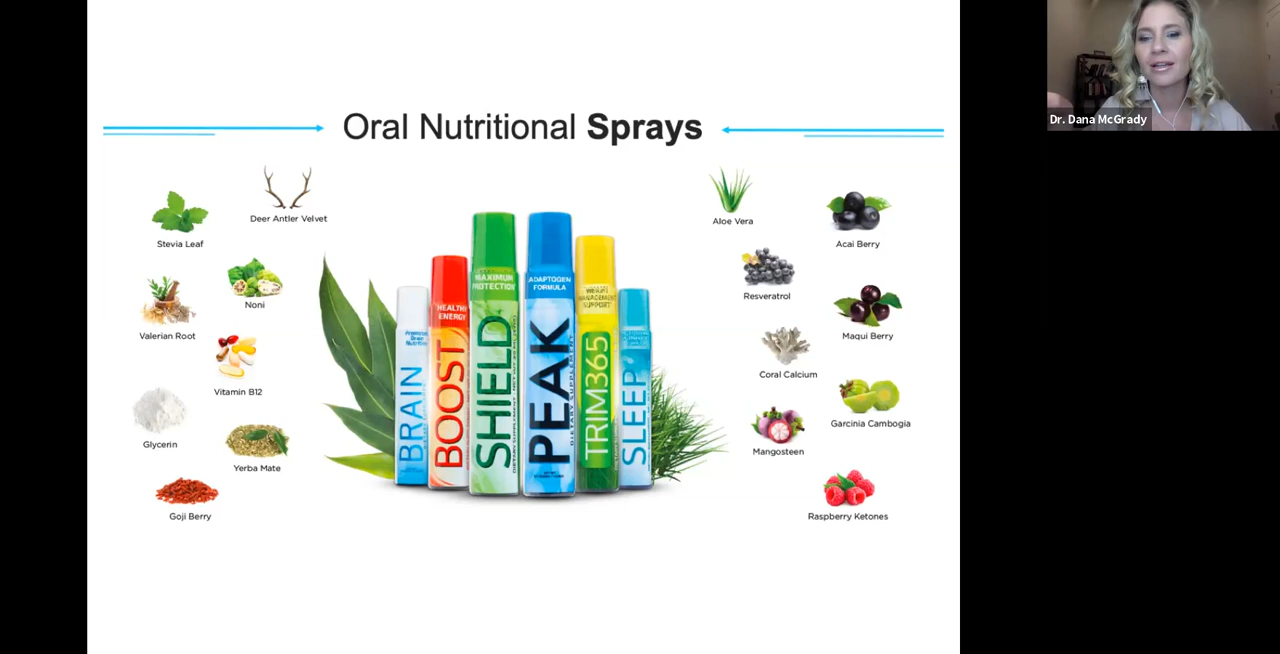 Oral Nutritional Sprays
Dr. Dana McGrady
Deer Antler Velvet
Stevia Leaf
Noni
Valerian Root
Vitamin B12
Glycerin
Yerba Mate
Goji Berry
BRAIN
HEALTHY
ENERGY
BOOST
MAXIMUM
PROTECTION
SHIELD
ADAPTOGEN
FORMULA
PEAK
DIETARY SUPPLEMENT
WEIGHT
MANAGEMENT
SUPPORT
TRIM365
SLEEP
Aloe Vera
Acai Berry
Resveratrol
Maqui Berry
Coral Calcium
Garcinia Cambogia
Mangosteen
Raspberry Ketones